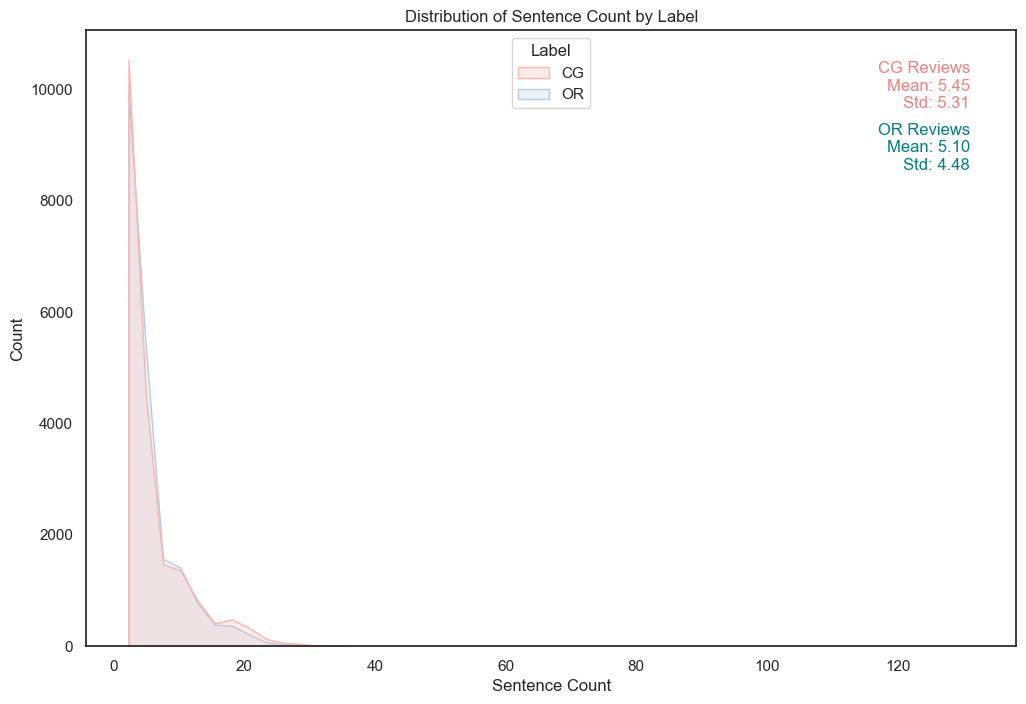 Distribution of Sentence Count by Label
Label
CG
OR
CG Reviews
Mean: 5.45
Std: 5.31
OR Reviews
Mean: 5.10
Std: 4.48
Count
10000
8000
6000
4000
2000
0
0 20 40 60 80 100 120
Sentence Count